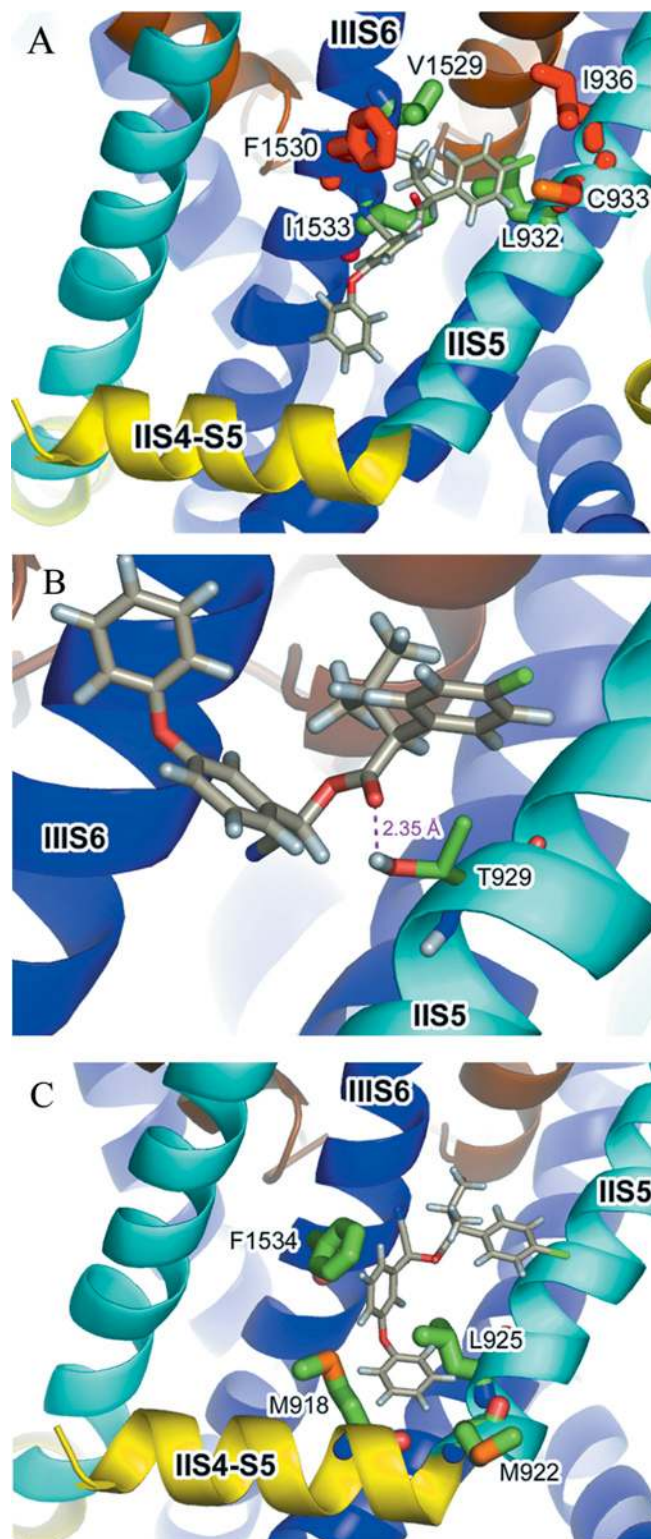 A
IIIS6
V1529
I936
F1530
C933
I1533
L932
IIS5
IIS4-S5
B
2.35 Å
IIIS6
T929
IIS5
C
IIIS6
IIS5
F1534
L925
M918
IIS4-S5
M922